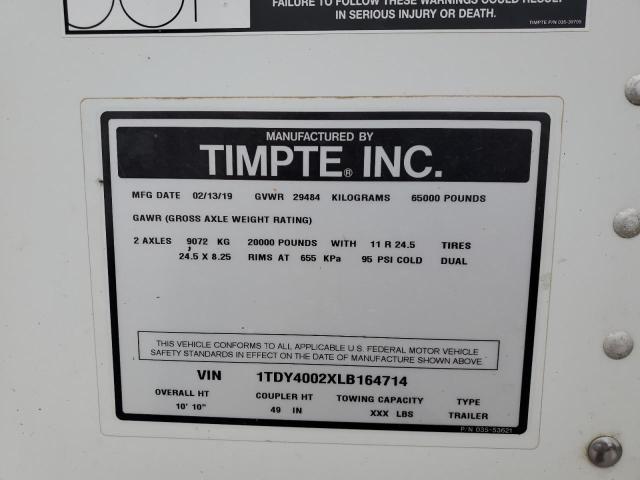 FAILURE TO FOLLOW THESE WARNINGS COULD RESULT
IN SERIOUS INJURY OR DEATH.
TIMPTE P/N 035-39709
MANUFACTURED BY
TIMPTE® INC.
MFG DATE 02/13/19 GVWR 29484 KILOGRAMS 65000 POUNDS
GAWR (GROSS AXLE WEIGHT RATING)
2 AXLES 9072 KG 20000 POUNDS WITH 11 R 24.5 TIRES
24.5 X 8.25 RIMS AT 655 KPa 95 PSI COLD DUAL
THIS VEHICLE CONFORMS TO ALL APPLICABLE U.S. FEDERAL MOTOR VEHICLE
SAFETY STANDARDS IN EFFECT ON THE DATE OF MANUFACTURE SHOWN ABOVE.
VIN 1TDY4002XLB164714
OVERALL HT COUPLER HT TOWING CAPACITY TYPE
10' 10" 49 IN XXX LBS TRAILER
P/N 035-53621